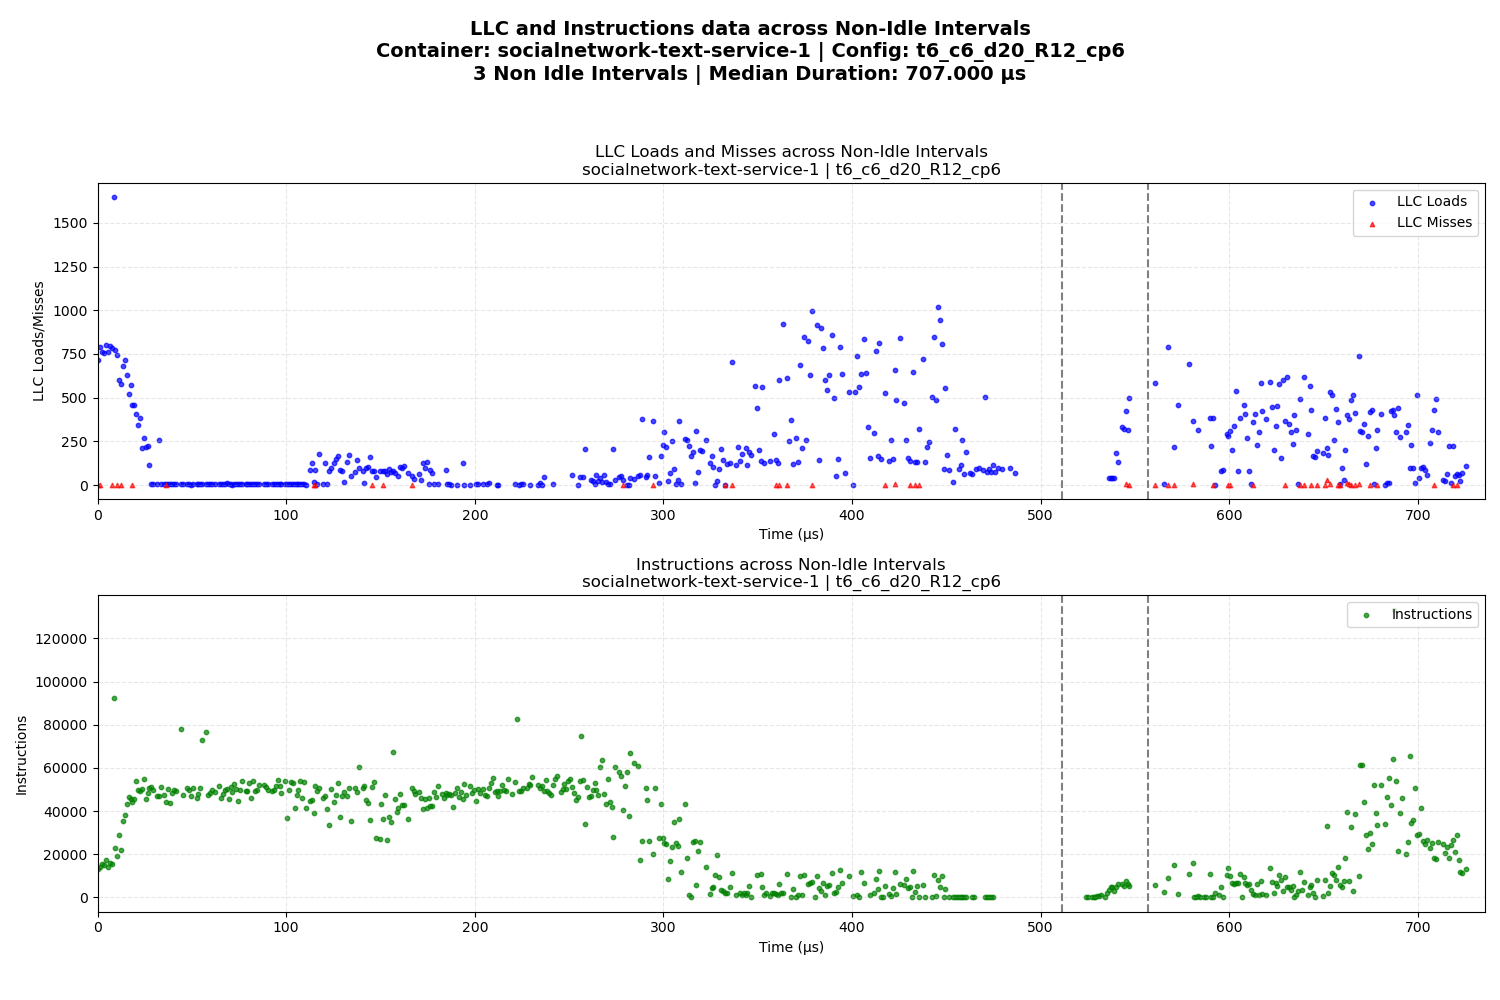 LLC and Instructions data across Non-Idle Intervals
Container: socialnetwork-text-service-1 | Config: t6_c6_d20_R12_cp6
3 Non Idle Intervals | Median Duration: 707.000 µs
LLC Loads and Misses across Non-Idle Intervals
socialnetwork-text-service-1 | t6_c6_d20_R12_cp6
LLC Loads/Misses
1500
1250
1000
750
500
250
0
LLC Loads
LLC Misses
0 100 200 300 400 500 600 700
Time (µs)
Instructions across Non-Idle Intervals
socialnetwork-text-service-1 | t6_c6_d20_R12_cp6
Instructions
120000
100000
80000
60000
40000
20000
0
Instructions
0 100 200 300 400 500 600 700
Time (µs)